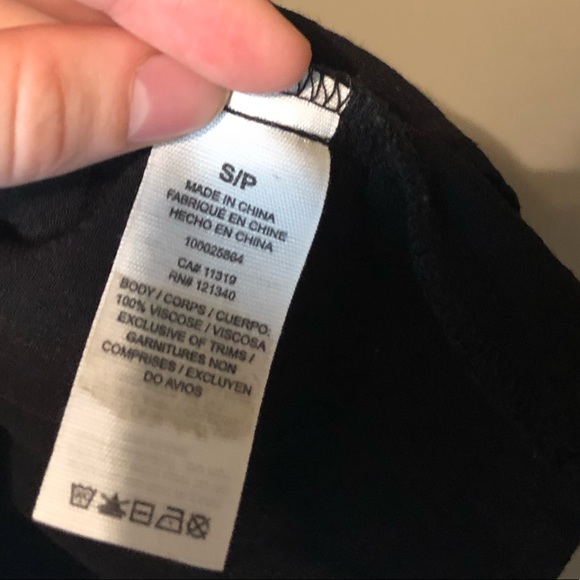 S/P
MADE IN CHINA
FABRIQUÉ EN CHINE
HECHO EN CHINA
100025864
CA# 11319
RN# 121340
BODY / CORPS / CUERPO:
100% VISCOSE / VISCOSA
EXCLUSIVE OF TRIMS /
GARNITURES NON
COMPRISES / EXCLUYEN
DO AVIOS